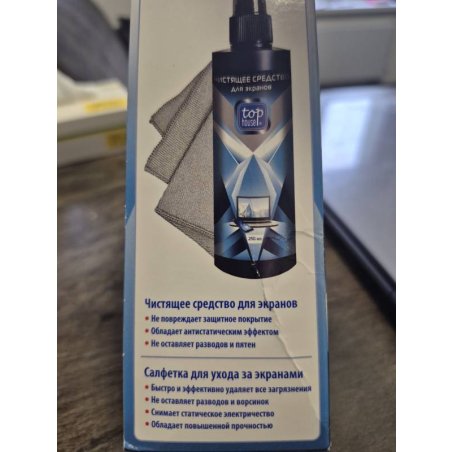 ЧИСТЯЩЕЕ СРЕДСТВО
для экранов
top
house
250 мл
Чистящее средство для экранов
• Не повреждает защитное покрытие
• Обладает антистатическим эффектом
• Не оставляет разводов и пятен
Салфетка для ухода за экранами
• Быстро и эффективно удаляет все загрязнения
• Не оставляет разводов и ворсинок
• Снимает статическое электричество
• Обладает повышенной прочностью